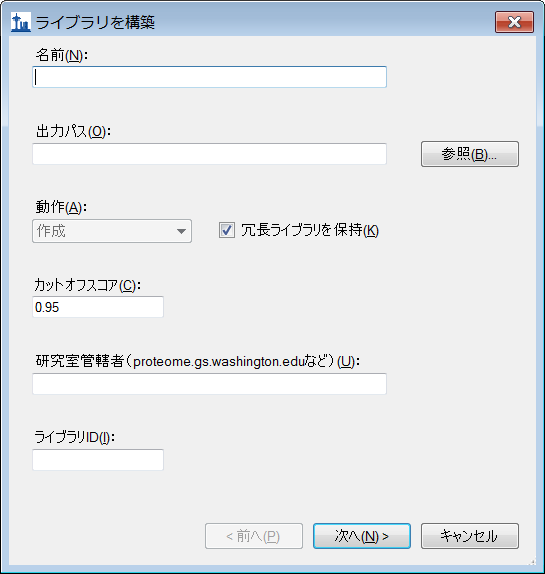 ライブラリを構築
名前(N):
出力パス(O):
参照(B)...
動作(A):
作成
冗長ライブラリを保持(K)
カットオフスコア(C):
0.95
研究室管轄者（proteome.gs.washington.eduなど）(U):
ライブラリID(I):
< 前へ(P)
次へ(N) >
キャンセル